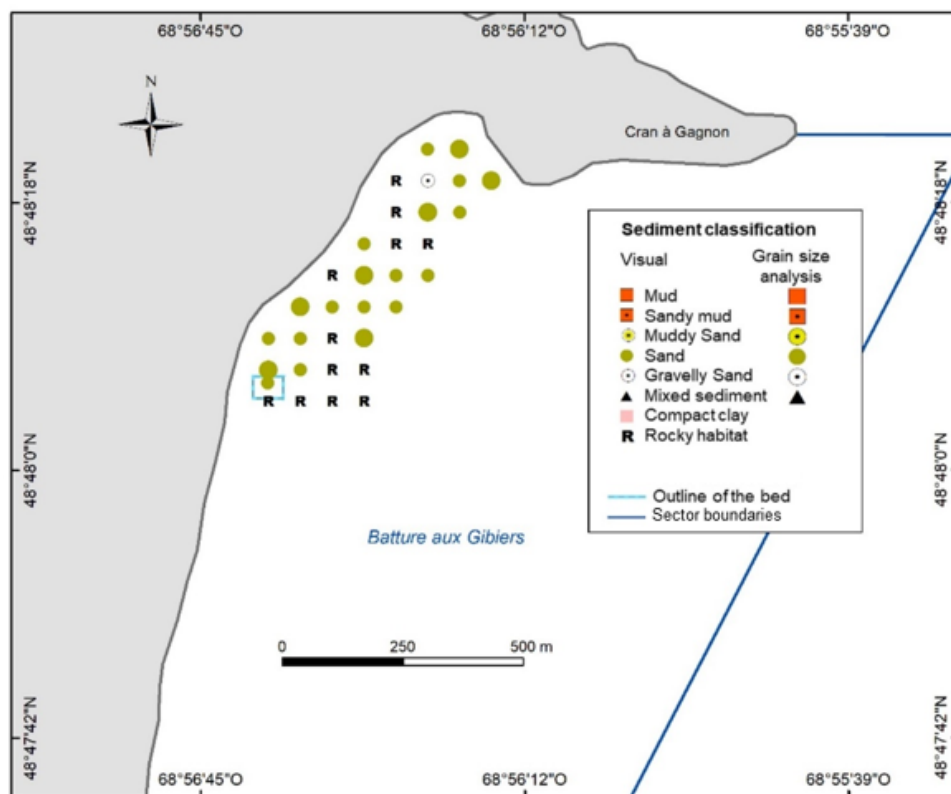 68°56'45"O 68°56'12"O 68°55'39"O
N
Cran à Gagnon
48°48'18"N 48°48'18"N
R
R
R R
R
R
R R
R R R R
Sediment classification
Visual Grain size
analysis
Mud
Sandy mud
Muddy Sand
Sand
Gravelly Sand
Mixed sediment
Compact clay
R Rocky habitat
Outline of the bed
Sector boundaries
48°48'0"N 48°48'0"N
Batture aux Gibiers
0 250 500 m
48°47'42"N 48°47'42"N
68°56'45"O 68°56'12"O 68°55'39"O